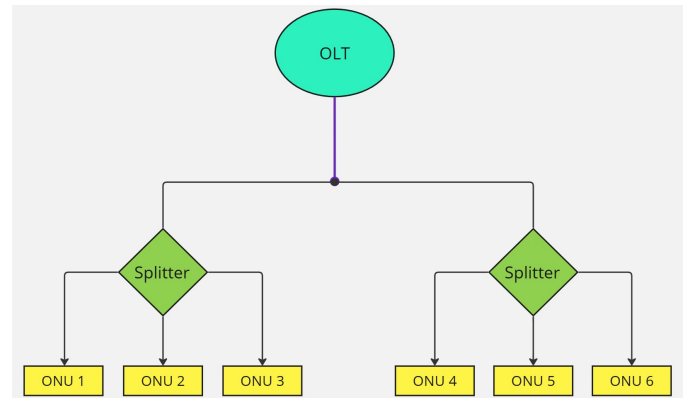 OLT
Splitter
Splitter
ONU 1
ONU 2
ONU 3
ONU 4
ONU 5
ONU 6